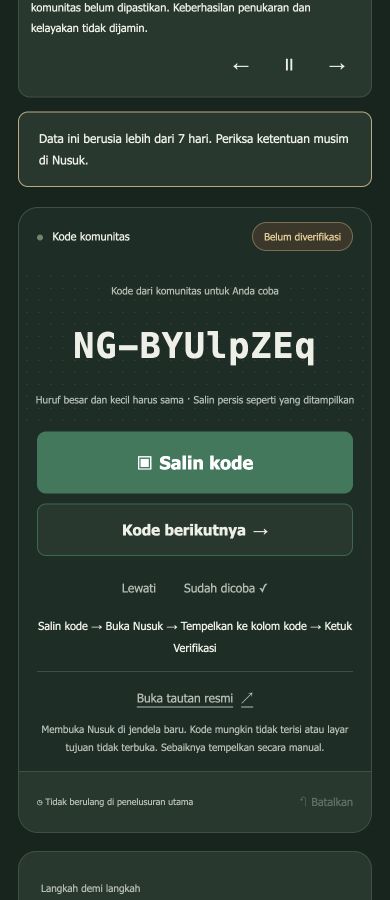 komunitas belum dipastikan. Keberhasilan penukaran dan
kelayakan tidak dijamin.
← ⏸ →
Data ini berusia lebih dari 7 hari. Periksa ketentuan musim
di Nusuk.
Kode komunitas
Belum diverifikasi
Kode dari komunitas untuk Anda coba
NG-BYUlpZEq
Huruf besar dan kecil harus sama · Salin persis seperti yang ditampilkan
▣ Salin kode
Kode berikutnya →
Lewati Sudah dicoba ✓
Salin kode → Buka Nusuk → Tempelkan ke kolom kode → Ketuk
Verifikasi
Buka tautan resmi ↗
Membuka Nusuk di jendela baru. Kode mungkin tidak terisi atau layar
tujuan tidak terbuka. Sebaiknya tempelkan secara manual.
Tidak berulang di penelusuran utama
Batalkan
Langkah demi langkah